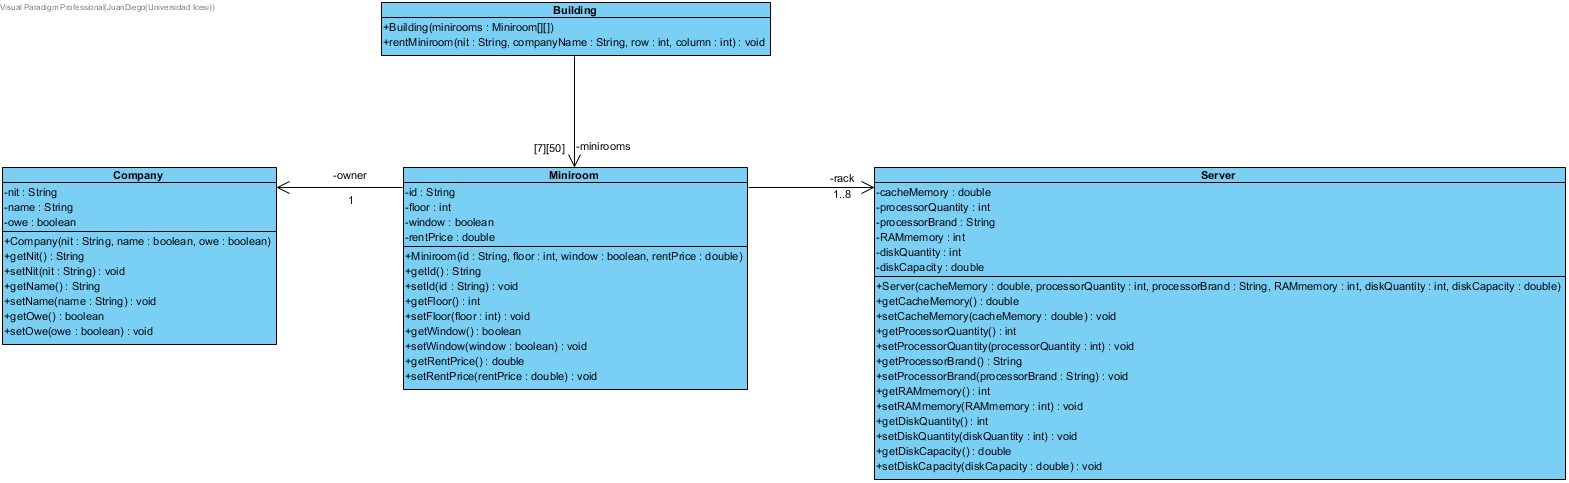 Visual Paradigm Professional(JuanDiego(Universidad Icesi))
Building
+Building(minirooms : Miniroom[][])
+rentMiniroom(nit : String, companyName : String, row : int, column : int) : void
[7][50]
-minirooms
Company
-nit : String
-name : String
-owe : boolean
+Company(nit : String, name : boolean, owe : boolean)
+getNit() : String
+setNit(nit : String) : void
+getName() : String
+setName(name : String) : void
+getOwe() : boolean
+setOwe(owe : boolean) : void
-owner
1
Miniroom
-id : String
-floor : int
-window : boolean
-rentPrice : double
+Miniroom(id : String, floor : int, window : boolean, rentPrice : double)
+getId() : String
+setId(id : String) : void
+getFloor() : int
+setFloor(floor : int) : void
+getWindow() : boolean
+setWindow(window : boolean) : void
+getRentPrice() : double
+setRentPrice(rentPrice : double) : void
-rack
1..8
Server
-cacheMemory : double
-processorQuantity : int
-processorBrand : String
-RAMmemory : int
-diskQuantity : int
-diskCapacity : double
+Server(cacheMemory : double, processorQuantity : int, processorBrand : String, RAMmemory : int, diskQuantity : int, diskCapacity : double)
+getCacheMemory() : double
+setCacheMemory(cacheMemory : double) : void
+getProcessorQuantity() : int
+setProcessorQuantity(processorQuantity : int) : void
+getProcessorBrand() : String
+setProcessorBrand(processorBrand : String) : void
+getRAMmemory() : int
+setRAMmemory(RAMmemory : int) : void
+getDiskQuantity() : int
+setDiskQuantity(diskQuantity : int) : void
+getDiskCapacity() : double
+setDiskCapacity(diskCapacity : double) : void